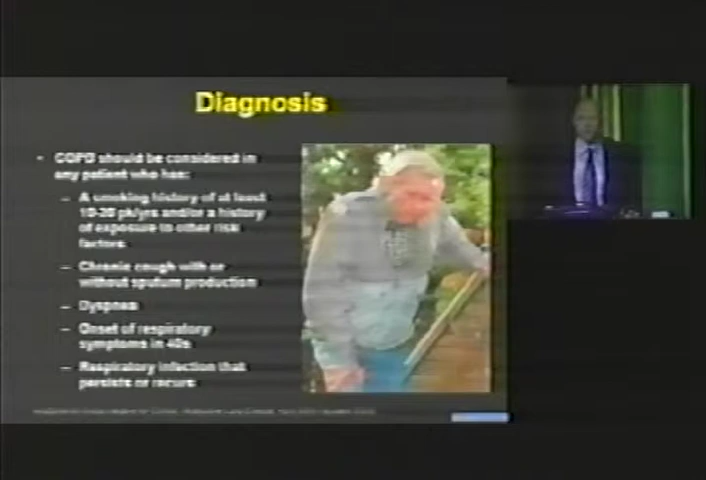 Diagnosis
• COPD should be considered in
any patient who has:
– A smoking history of at least
10-20 pk/yrs and/or a history
of exposure to other risk
factors
– Chronic cough with or
without sputum production
– Dyspnea
– Onset of respiratory
symptoms in 40s
– Respiratory infection that
persists or recurs